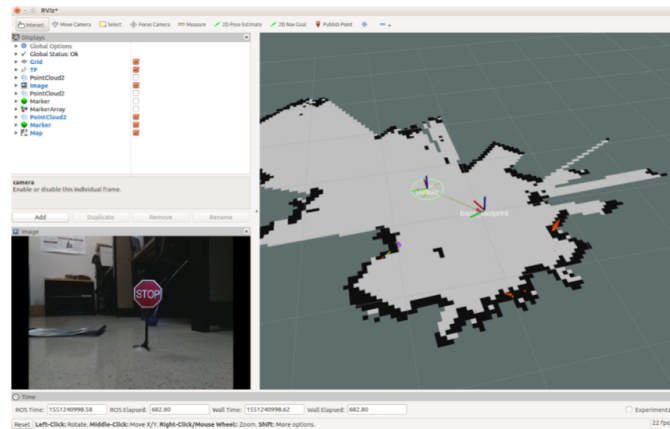 RViz*
Interact Move Camera Select Focus Camera Measure 2D Pose Estimate 2D Nav Goal Publish Point
Displays
Global Options
Global Status: Ok
Grid
TF
PointCloud2
Image
PointCloud2
Marker
MarkerArray
PointCloud2
Marker
Map
camera
Enable or disable this individual frame.
Add Duplicate Remove Rename
Image
STOP
Time
ROS Time: 1551240998.58 ROS Elapsed: 682.80 Wall Time: 1551240998.62 Wall Elapsed: 682.80 Experimental
Reset Left-Click: Rotate. Middle-Click: Move X/Y. Right-Click/Mouse Wheel: Zoom. Shift: More options. 22 fps